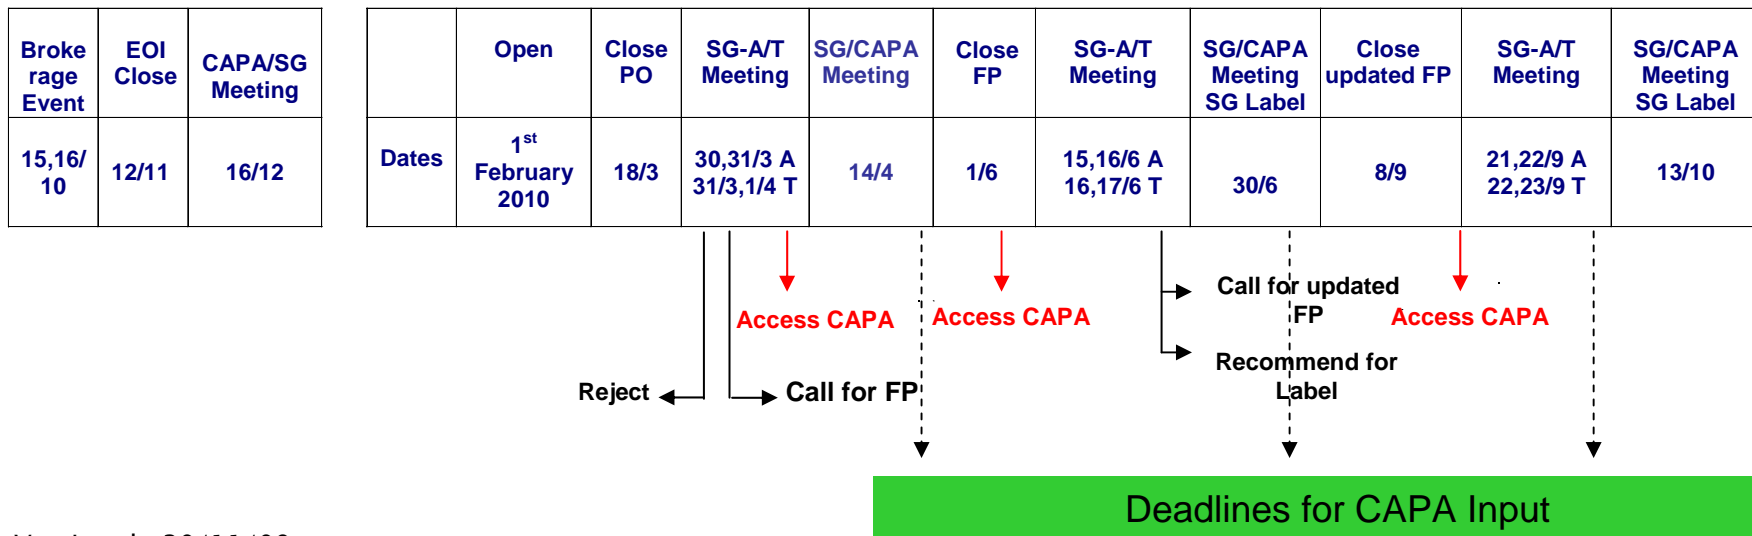 Broke
rage
Event
EOI
Close
CAPA/SG
Meeting
15,16/
10
12/11
16/12
Open
Close
PO
SG-A/T
Meeting
SG/CAPA
Meeting
Close
FP
SG-A/T
Meeting
SG/CAPA
Meeting
SG Label
Close
updated FP
SG-A/T
Meeting
SG/CAPA
Meeting
SG Label
Dates
1st
February
2010
18/3
30,31/3 A
31/3,1/4 T
14/4
1/6
15,16/6 A
16,17/6 T
30/6
8/9
21,22/9 A
22,23/9 T
13/10
Access CAPA
Access CAPA
Call for updated
FP
Access CAPA
Recommend for
Label
Reject
Call for FP
Deadlines for CAPA Input